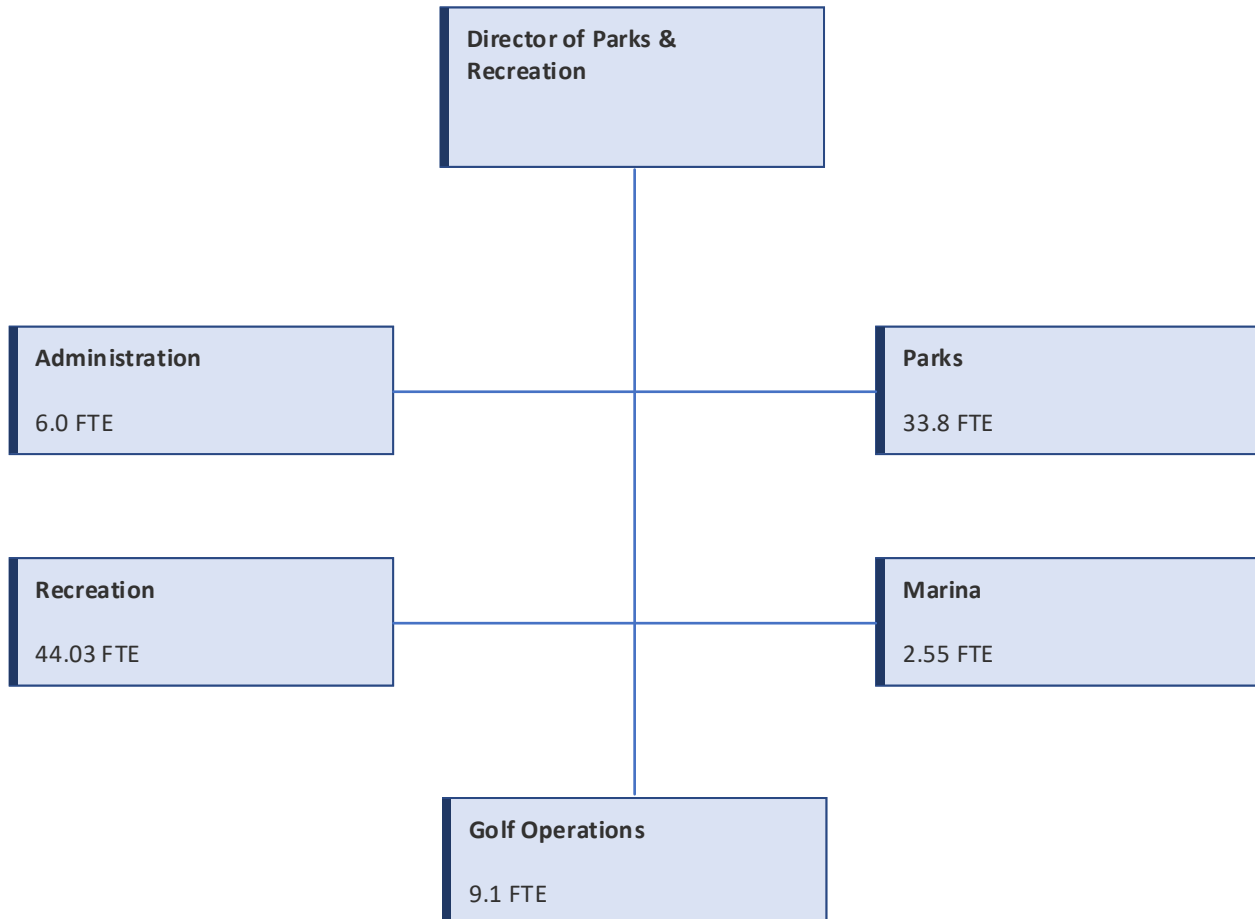 Director of Parks &
Recreation
Administration
6.0 FTE
Parks
33.8 FTE
Recreation
44.03 FTE
Marina
2.55 FTE
Golf Operations
9.1 FTE